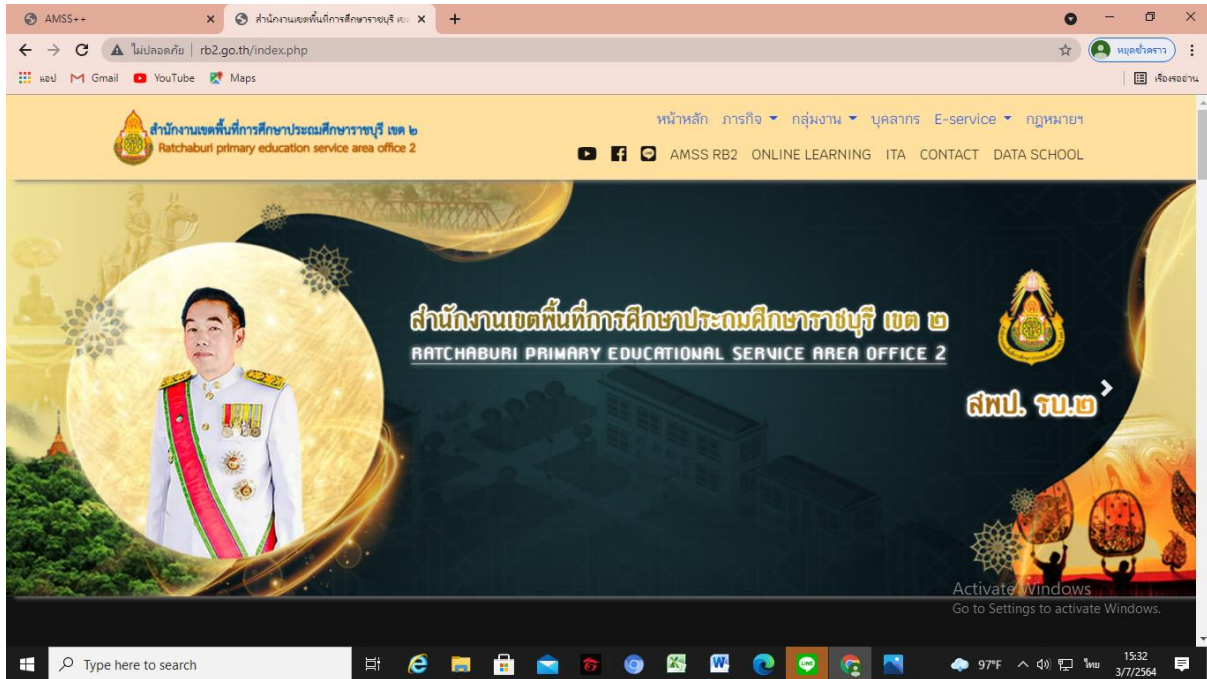 AMSS++
สำนักงานเขตพื้นที่การศึกษาราชบุรี
ไม่ปลอดภัย | rb2.go.th/index.php
หยุดชั่วคราว
แอป Gmail YouTube Maps
เรื่องรออ่าน
สำนักงานเขตพื้นที่การศึกษาประถมศึกษาราชบุรี เขต ๒
Ratchaburi primary education service area office 2
หน้าหลัก ภารกิจ กลุ่มงาน บุคลากร E-service กฎหมายฯ
AMSS RB2 ONLINE LEARNING ITA CONTACT DATA SCHOOL
สำนักงานเขตพื้นที่การศึกษาประถมศึกษาราชบุรี เขต ๒
RATCHABURI PRIMARY EDUCATIONAL SERVICE AREA OFFICE 2
สพป. รบ.๒
Activate Windows
Go to Settings to activate Windows.
Type here to search
97°F
ไทย
15:32
3/7/2564